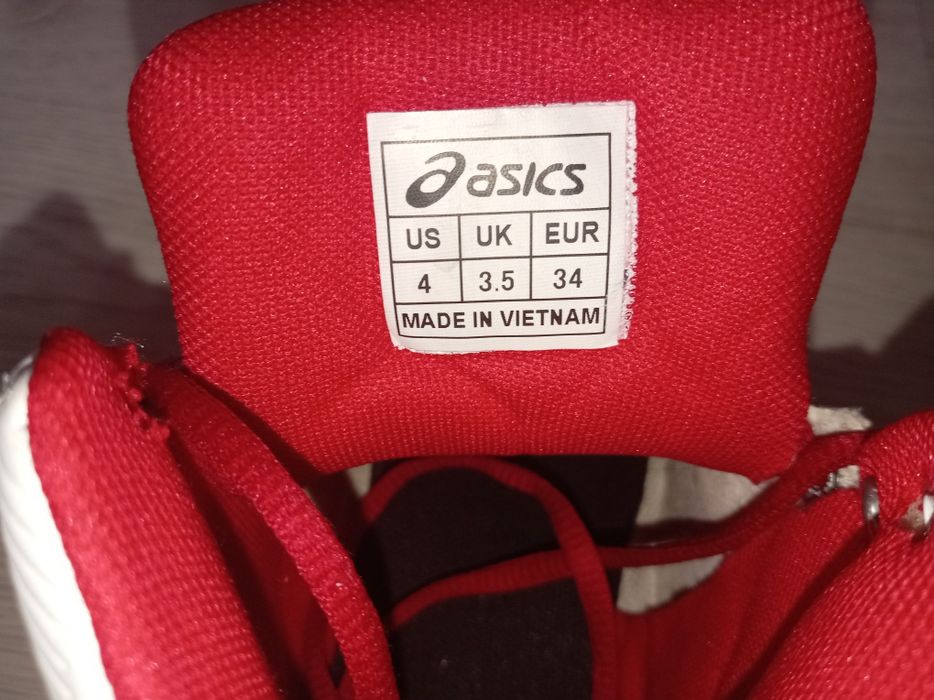 asics
US UK EUR
4 3.5 34
MADE IN VIETNAM